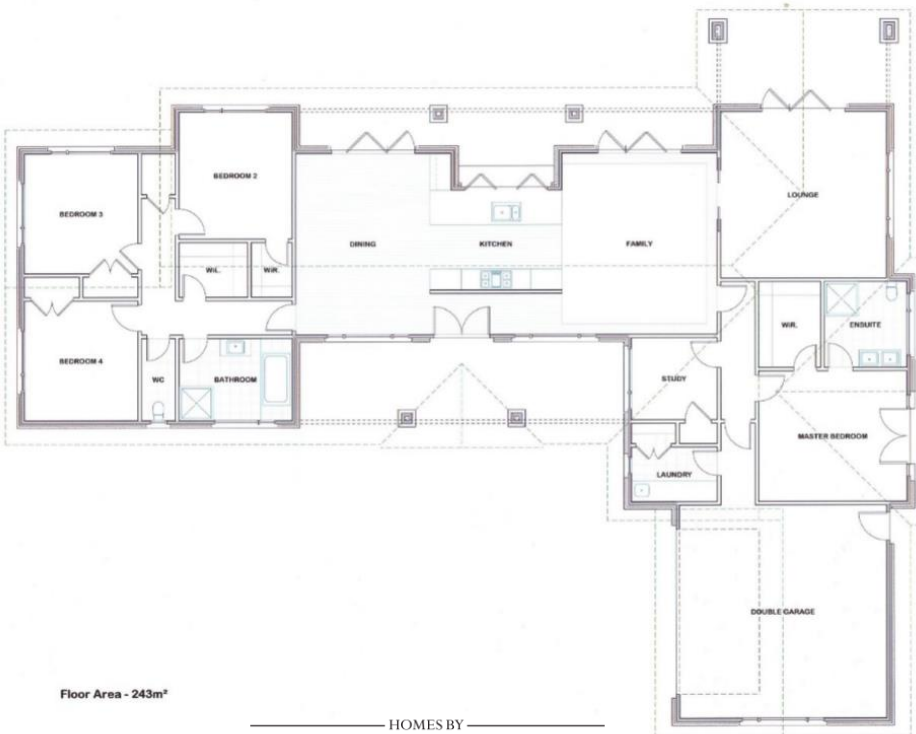 BEDROOM 2
BEDROOM 3
LOUNGE
DINING
KITCHEN
FAMILY
W.I.L.
W.I.R.
BEDROOM 4
W.I.R.
ENSUITE
WC
BATHROOM
STUDY
MASTER BEDROOM
LAUNDRY
DOUBLE GARAGE
Floor Area - 243m²
HOMES BY